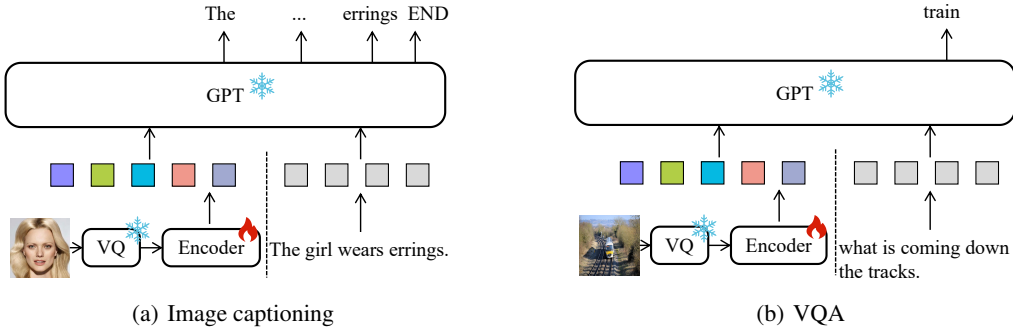 The ... errings END
GPT
VQ
Encoder
The girl wears errings.
(a) Image captioning
train
GPT
VQ
Encoder
what is coming down
the tracks.
(b) VQA